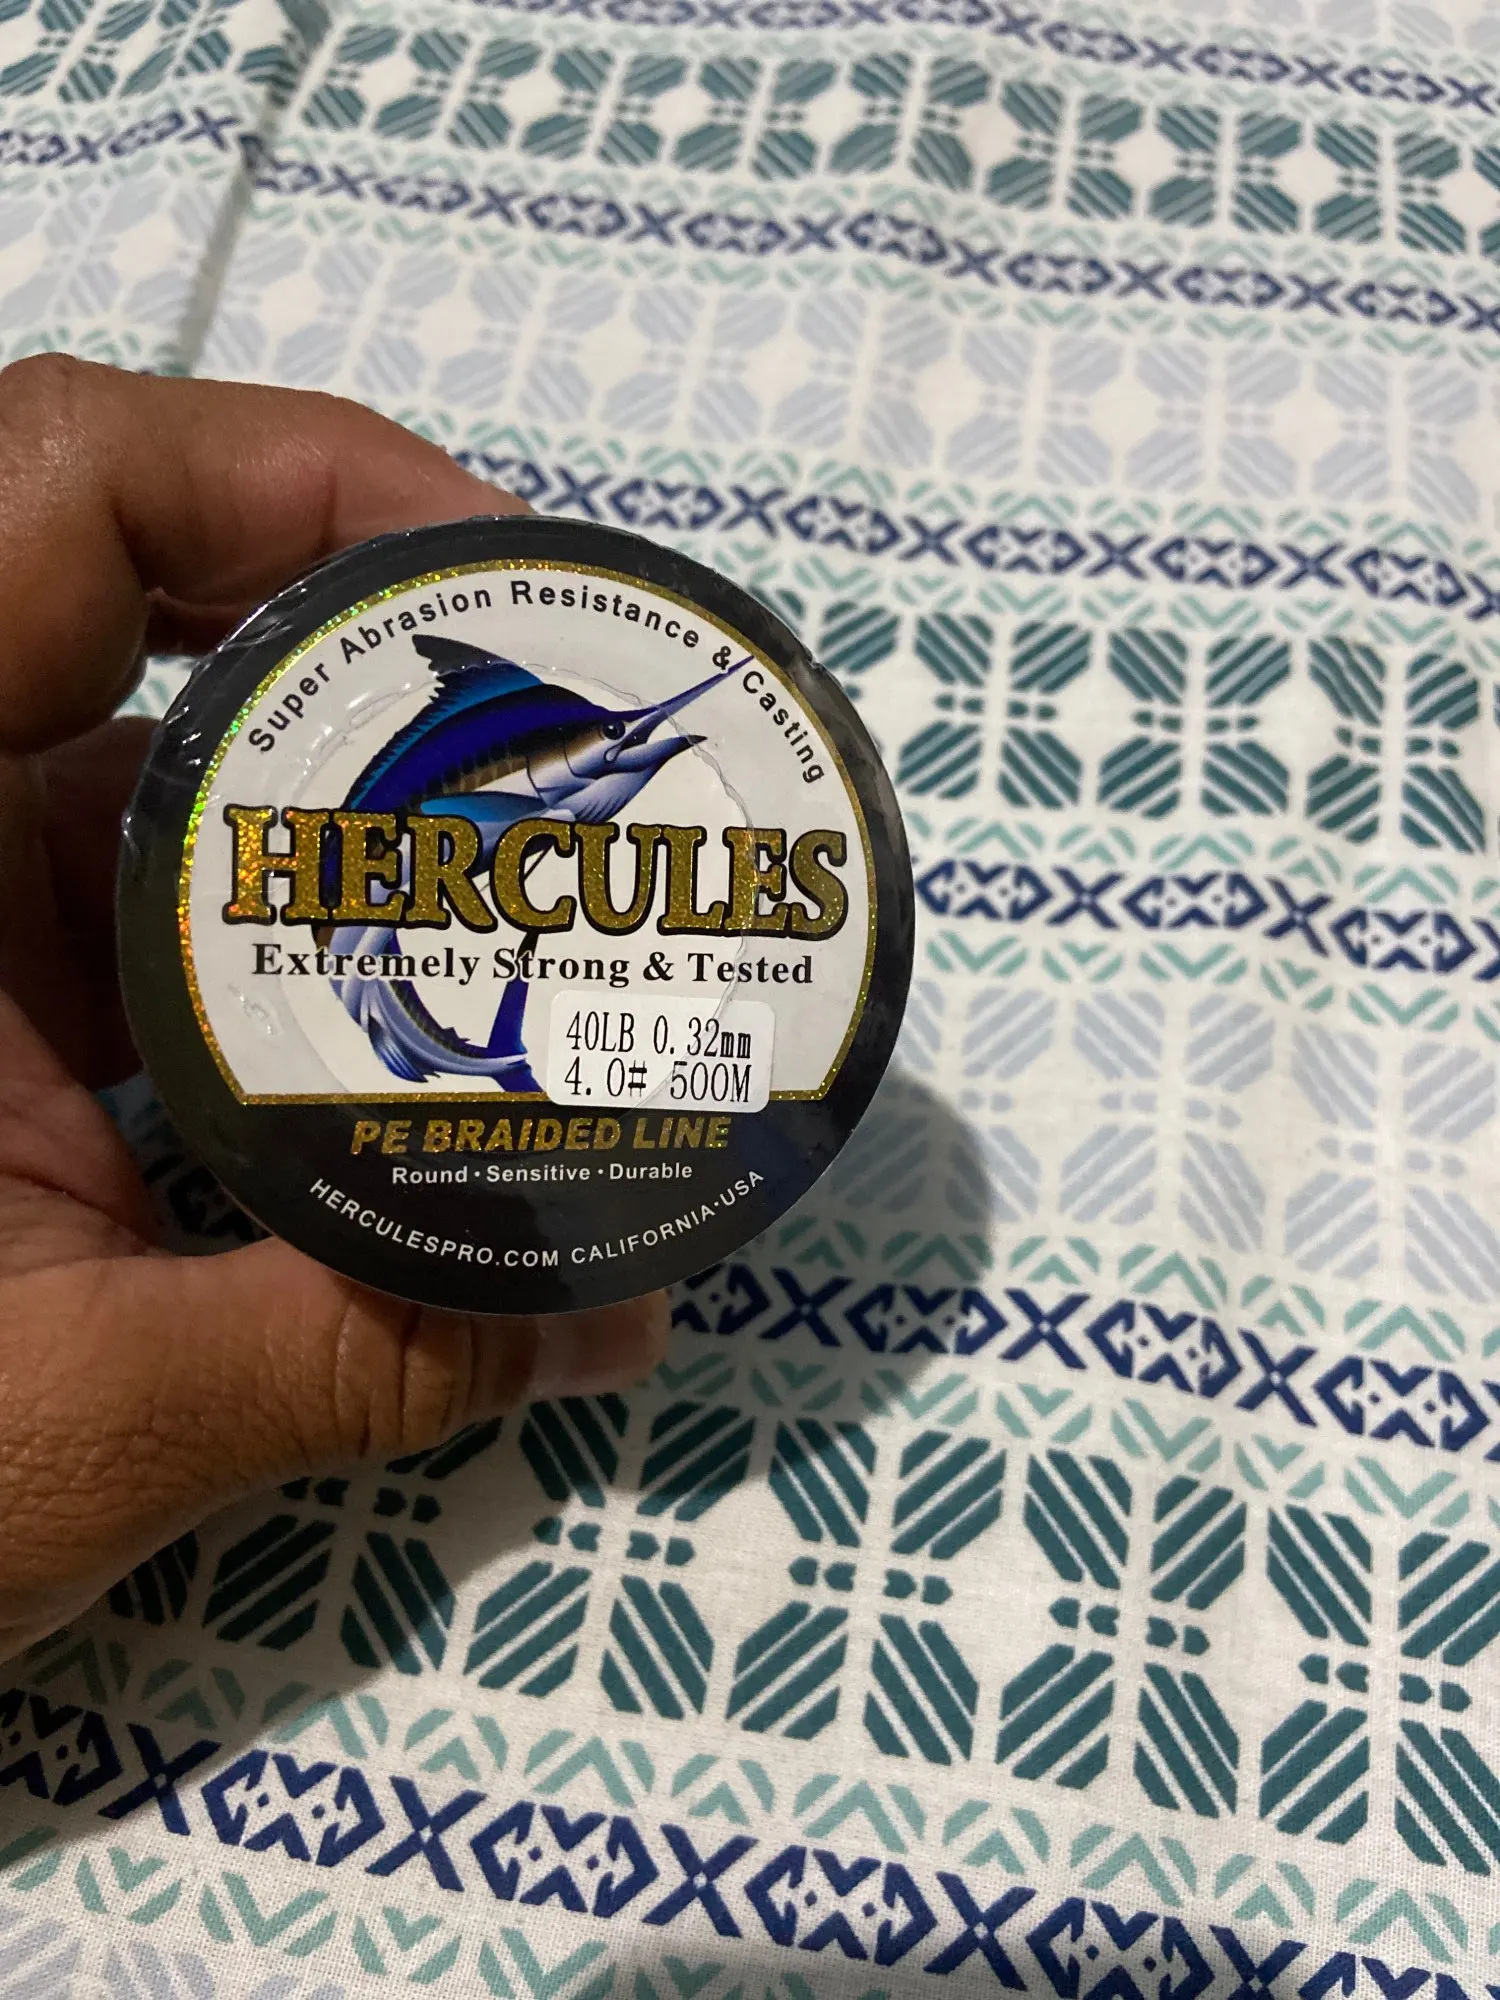 Super Abrasion Resistance & Casting
HERCULES
Extremely Strong & Tested
40LB 0.32mm
4.0# 500M
PE BRAIDED LINE
Round · Sensitive · Durable
HERCULESPRO.COM CALIFORNIA·USA